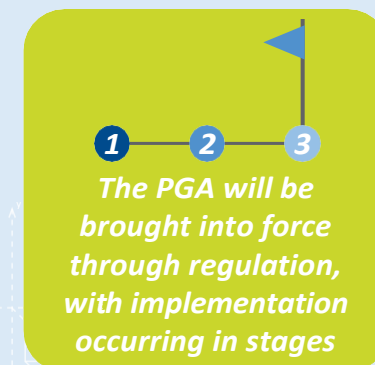 1 2 3
The PGA will be
brought into force
through regulation,
with implementation
occurring in stages